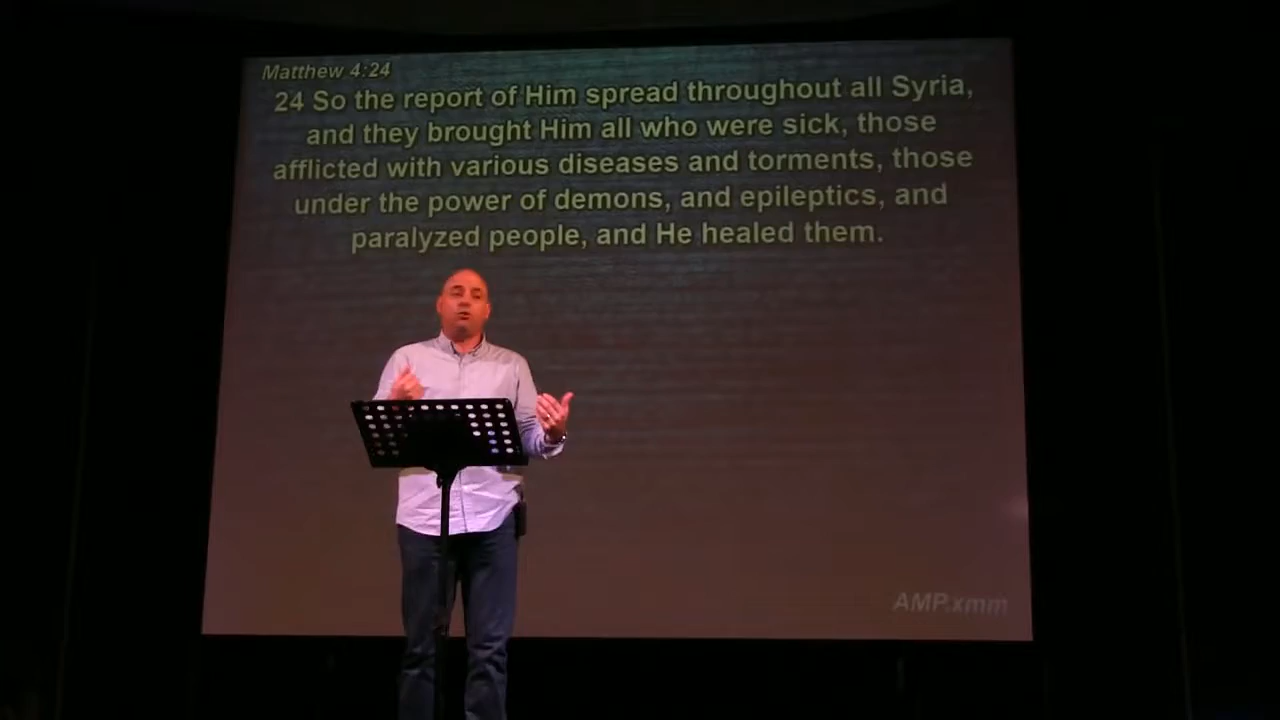 Matthew 4:24
24 So the report of Him spread throughout all Syria,
and they brought Him all who were sick, those
afflicted with various diseases and torments, those
under the power of demons, and epileptics, and
paralyzed people, and He healed them.
AMP.xmm